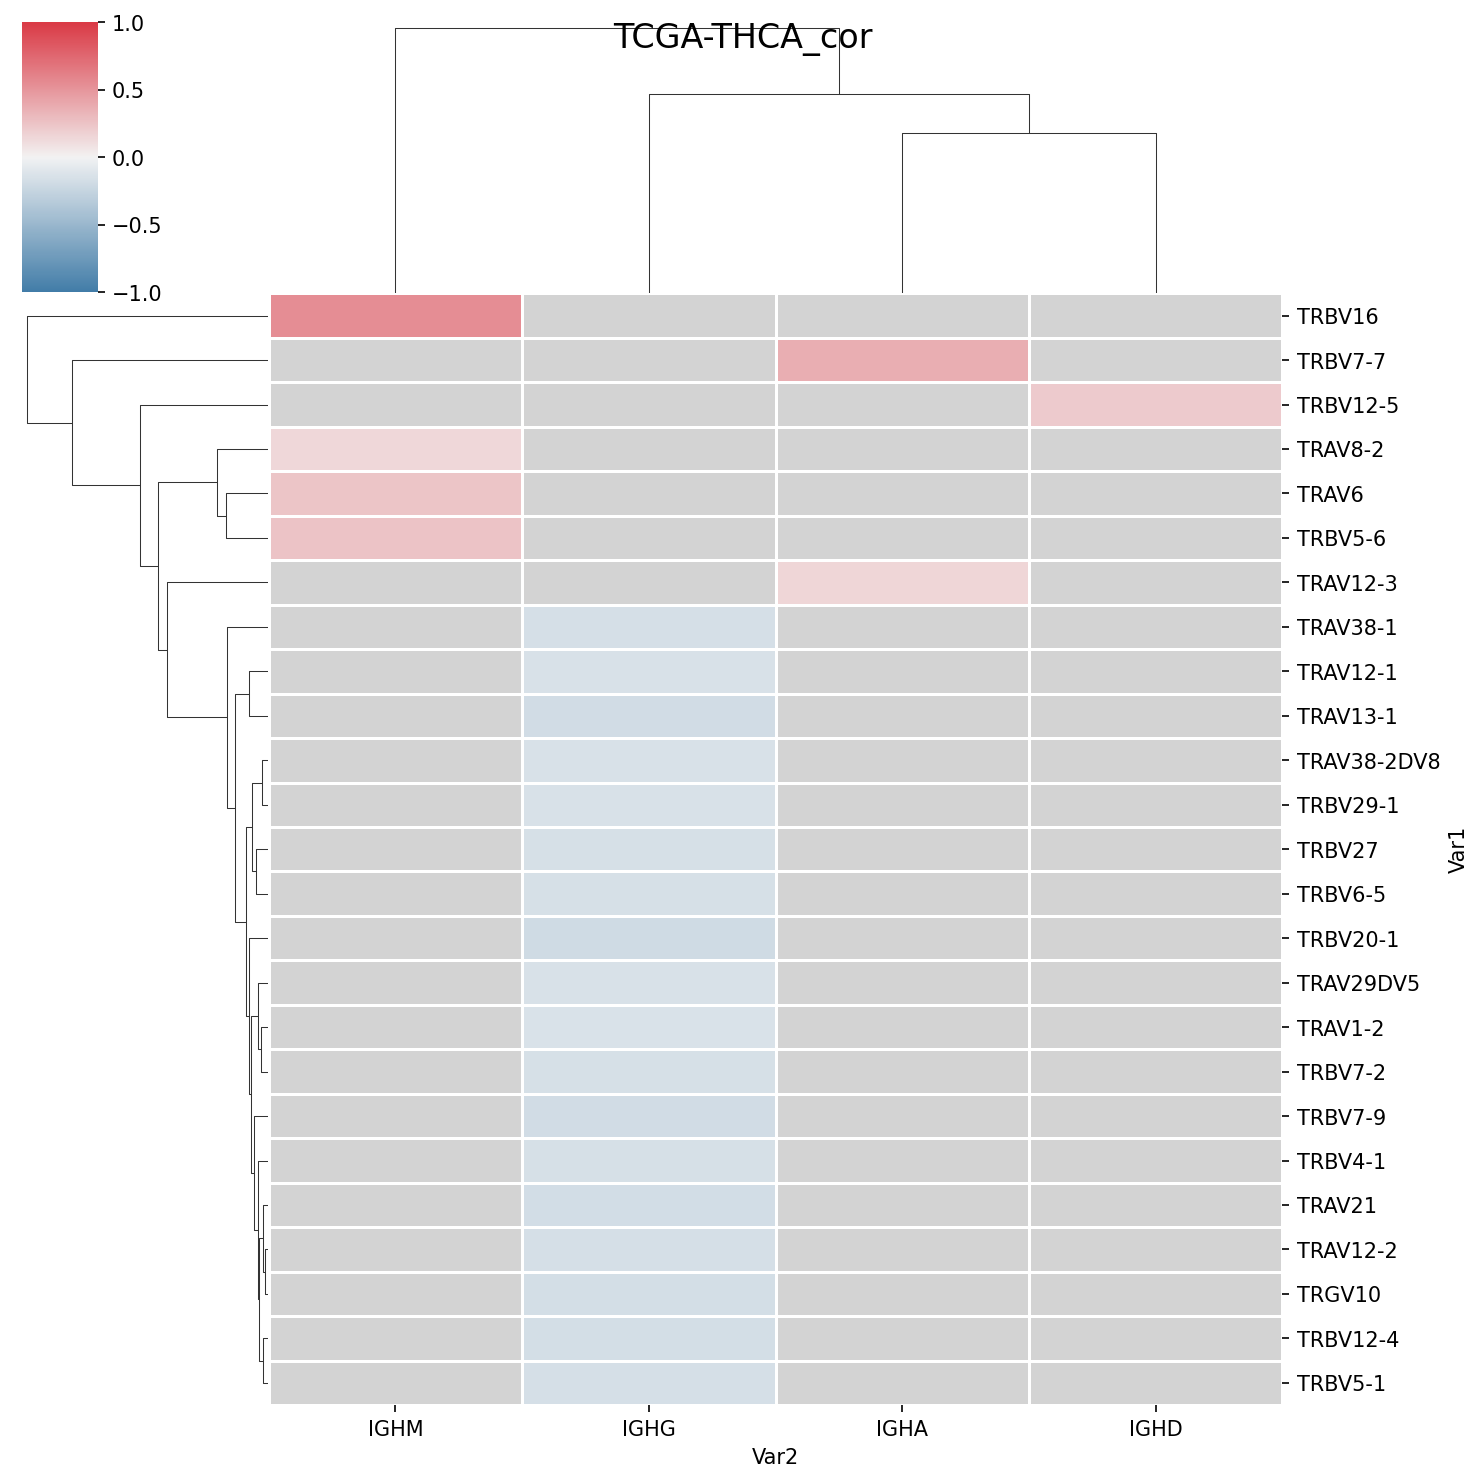 TCGA-THCA_cor
1.0
0.5
0.0
−0.5
−1.0
TRBV16
TRBV7-7
TRBV12-5
TRAV8-2
TRAV6
TRBV5-6
TRAV12-3
TRAV38-1
TRAV12-1
TRAV13-1
TRAV38-2DV8
TRBV29-1
TRBV27
TRBV6-5
TRBV20-1
TRAV29DV5
TRAV1-2
TRBV7-2
TRBV7-9
TRBV4-1
TRAV21
TRAV12-2
TRGV10
TRBV12-4
TRBV5-1
Var1
IGHM IGHG IGHA IGHD
Var2